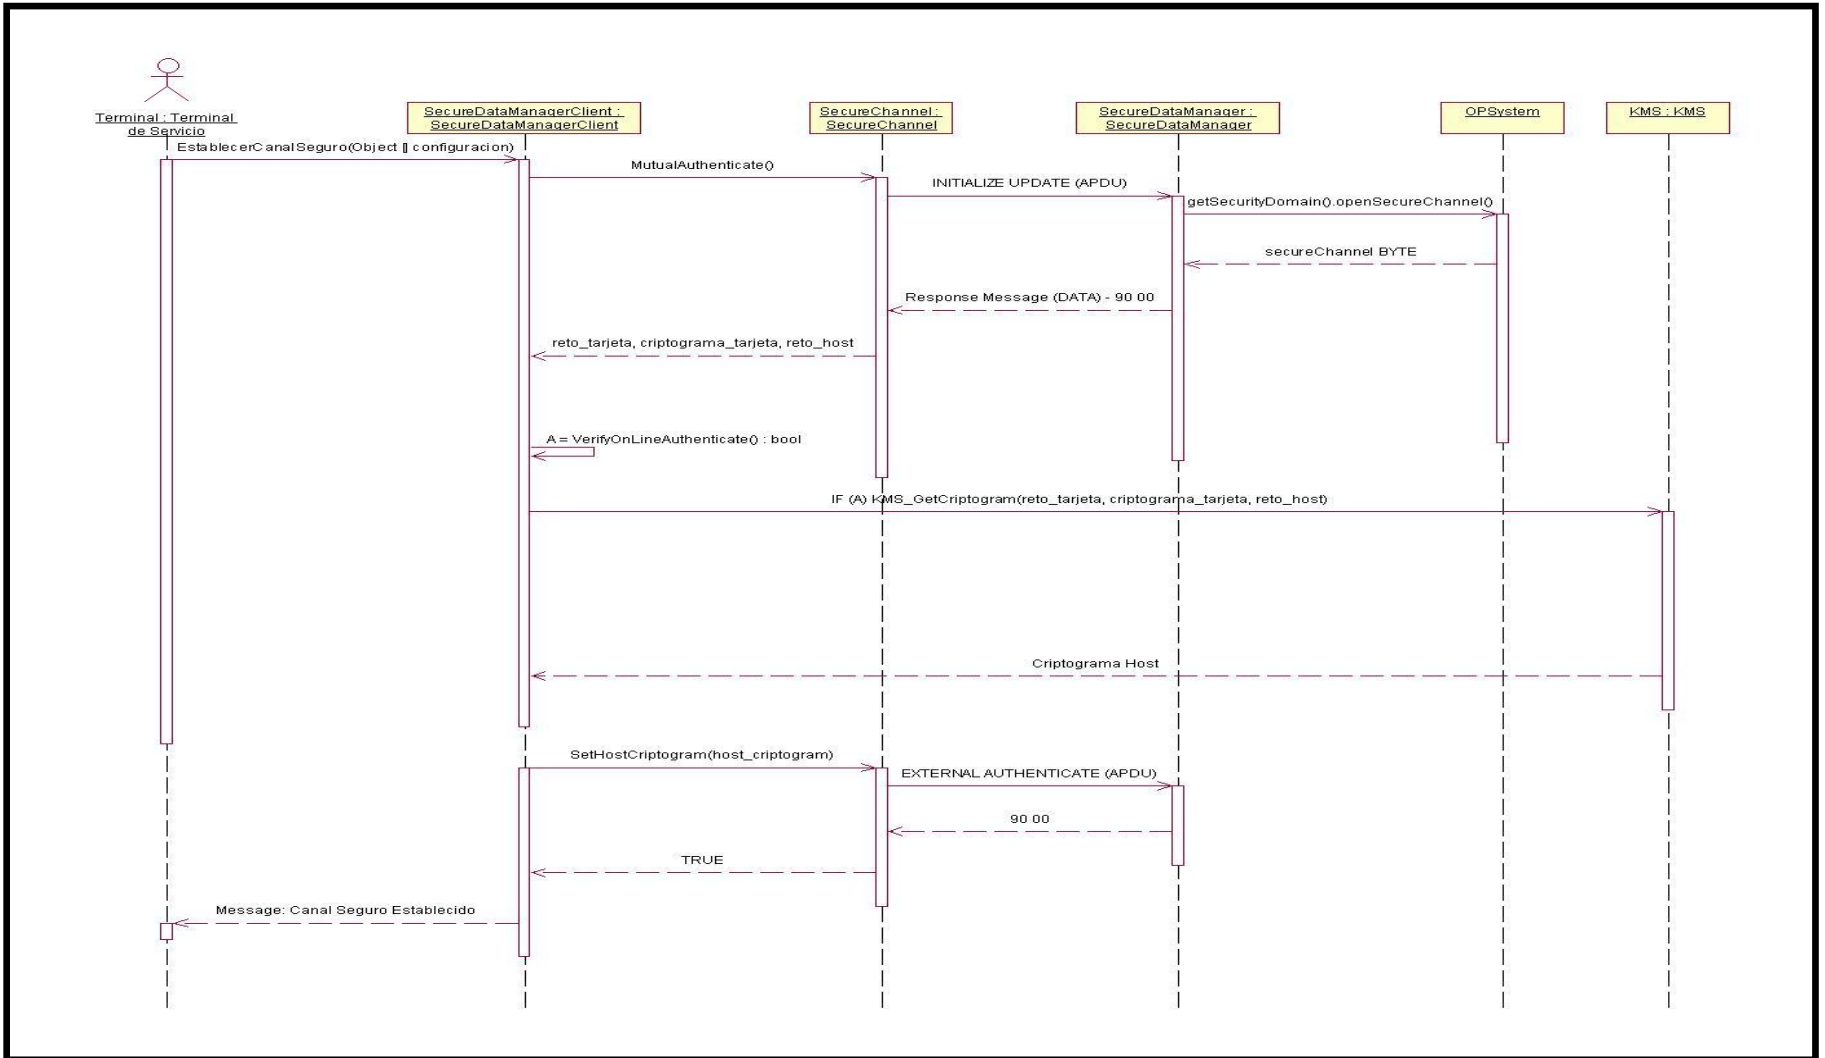 Terminal : Terminal
de Servicio
SecureDataManagerClient :
SecureDataManagerClient
SecureChannel :
SecureChannel
SecureDataManager :
SecureDataManager
OPSystem
KMS : KMS
EstablecerCanalSeguro(Object [] configuracion)
MutualAuthenticate()
INITIALIZE UPDATE (APDU)
getSecurityDomain().openSecureChannel()
secureChannel BYTE
Response Message (DATA) - 90 00
reto_tarjeta, criptograma_tarjeta, reto_host
A = VerifyOnLineAuthenticate() : bool
IF (A) KMS_GetCriptogram(reto_tarjeta, criptograma_tarjeta, reto_host)
Criptograma Host
SetHostCriptogram(host_criptogram)
EXTERNAL AUTHENTICATE (APDU)
90 00
TRUE
Message: Canal Seguro Establecido